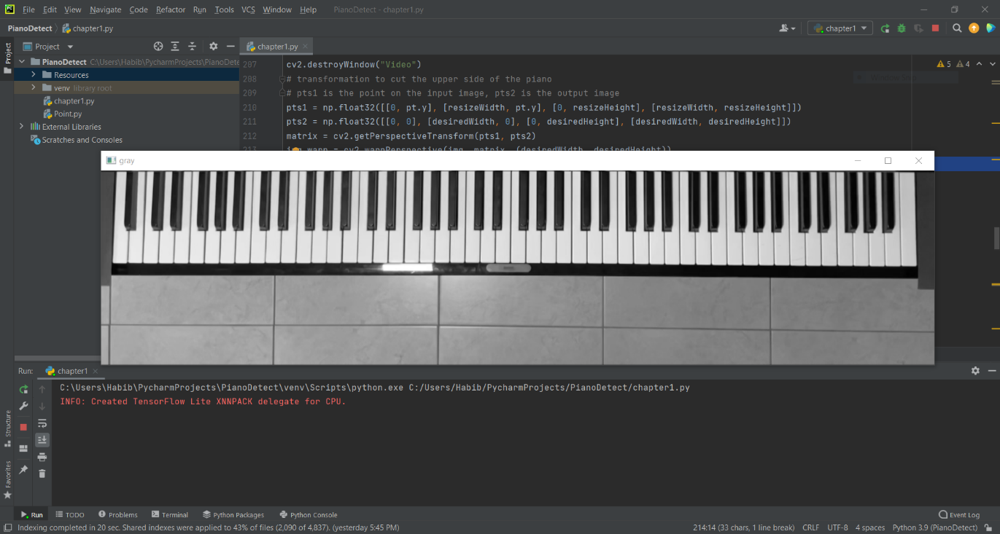 File Edit View Navigate Code Refactor Run Tools VCS Window Help PianoDetect - chapter1.py
PianoDetect chapter1.py chapter1
Project
Project chapter1.py
PianoDetect C:\Users\Habib\PycharmProjects\PianoDete
Resources
venv library root
chapter1.py
Point.py
External Libraries
Scratches and Consoles
5 4
207 cv2.destroyWindow("Video")
208 # transformation to cut the upper side of the piano
209 # pts1 is the point on the input image, pts2 is the output image
210 pts1 = np.float32([[0, pt.y], [resizeWidth, pt.y], [0, resizeHeight], [resizeWidth, resizeHeight]])
211 pts2 = np.float32([[0, 0], [desiredWidth, 0], [0, desiredHeight], [desiredWidth, desiredHeight]])
212 matrix = cv2.getPerspectiveTransform(pts1, pts2)
213 img_warp = cv2.warpPerspective(img, matrix, (desiredWidth, desiredHeight))
gray
Run: chapter1
C:\Users\Habib\PycharmProjects\PianoDetect\venv\Scripts\python.exe C:/Users/Habib/PycharmProjects/PianoDetect/chapter1.py
INFO: Created TensorFlow Lite XNNPACK delegate for CPU.
Structure
Favorites
Run TODO Problems Terminal Python Packages Python Console Event Log
Indexing completed in 20 sec. Shared indexes were applied to 43% of files (2,090 of 4,837). (yesterday 5:45 PM) 214:14 (33 chars, 1 line break) CRLF UTF-8 4 spaces Python 3.9 (PianoDetect)